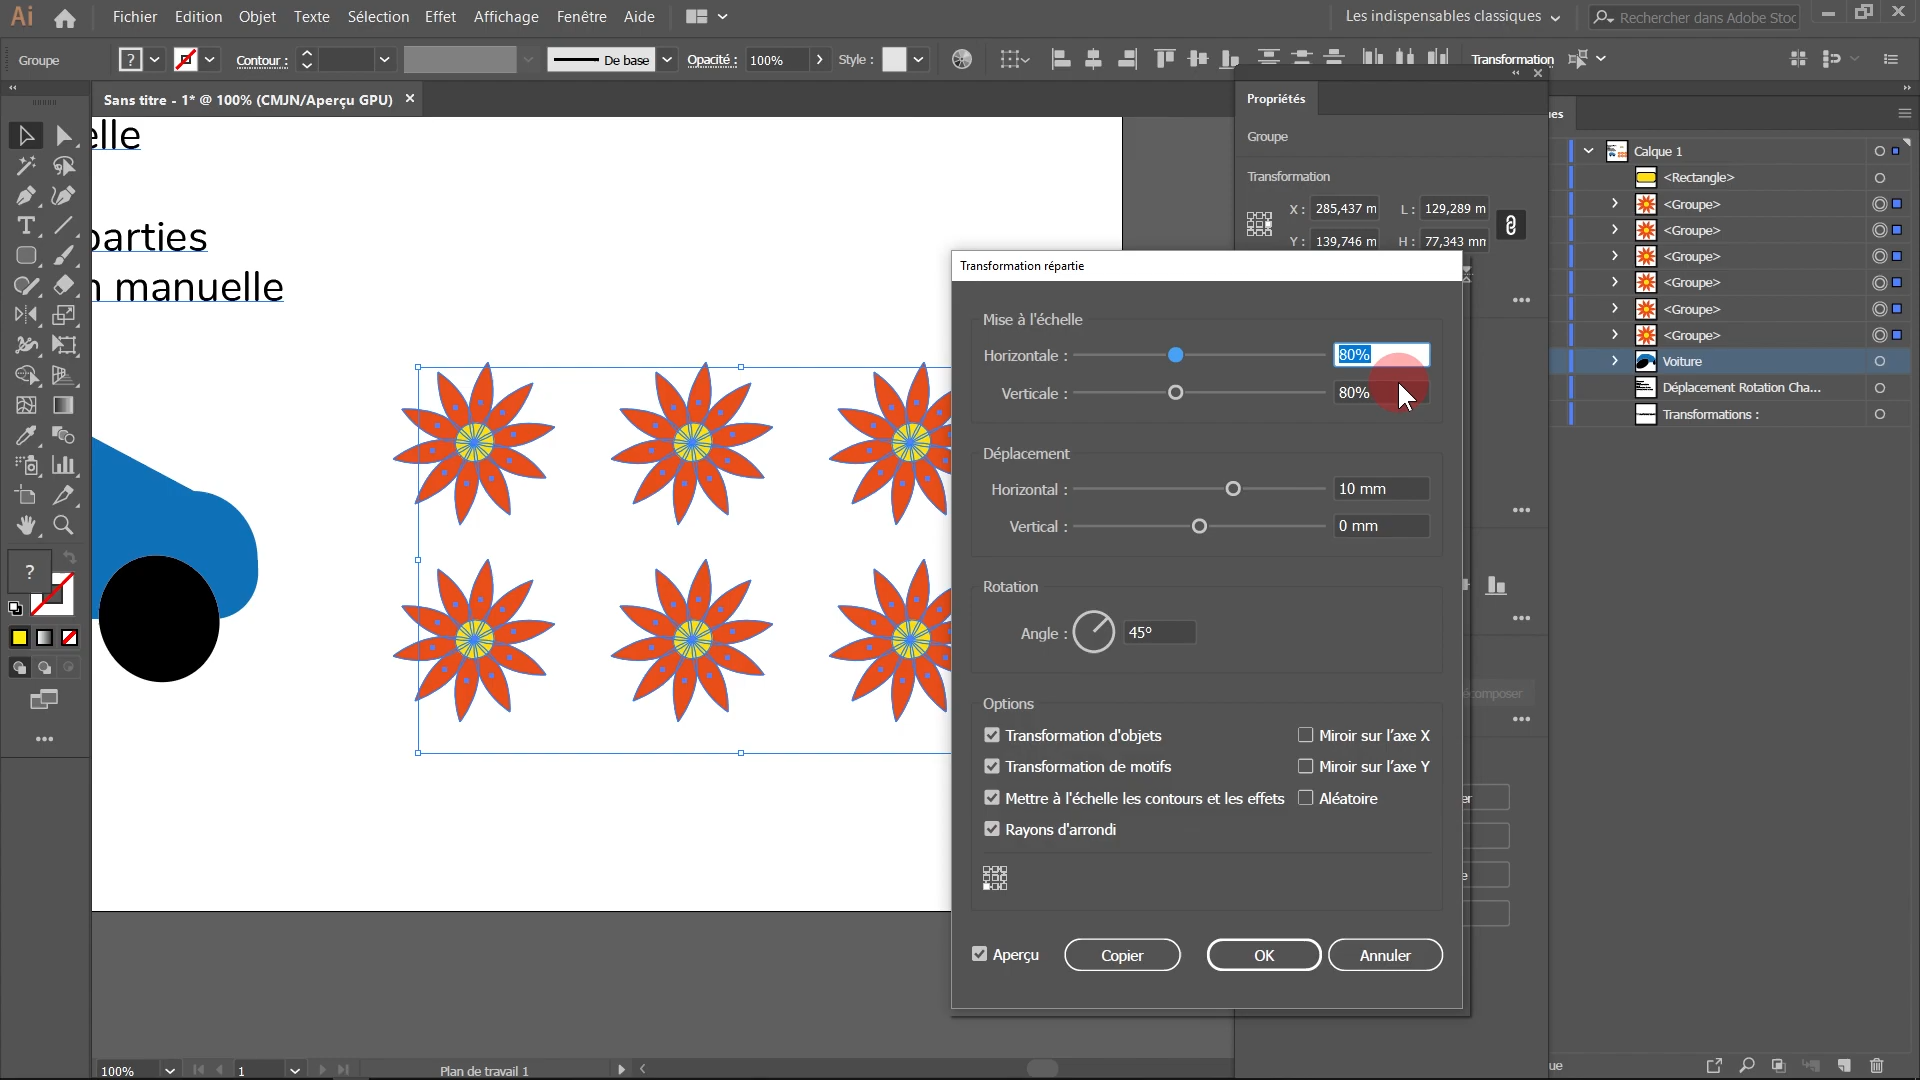 Ai Fichier Edition Objet Texte Sélection Effet Affichage Fenêtre Aide Les indispensables classiques Rechercher dans Adobe Stoc
Groupe ? Contour : De base Opacité : 100% Style : Transformation
Sans titre - 1* @ 100% (CMJN/Aperçu GPU)
Propriétés
Groupe
Transformation
X : 285,437 m L : 129,289 m
Y : 139,746 m H : 77,343 mm
ues
Calque 1
<Rectangle>
<Groupe>
<Groupe>
<Groupe>
<Groupe>
<Groupe>
<Groupe>
Voiture
Déplacement Rotation Cha...
Transformations :
elle
parties
n manuelle
?
Transformation répartie
Mise à l'échelle
Horizontale : 80%
Verticale : 80%
Déplacement
Horizontal : 10 mm
Vertical : 0 mm
Rotation
Angle : 45°
Options
Transformation d'objets Miroir sur l'axe X
Transformation de motifs Miroir sur l'axe Y
Mettre à l'échelle les contours et les effets Aléatoire
Rayons d'arrondi
Aperçu Copier OK Annuler
écomposer
er
e
100% 1 Plan de travail 1
ue